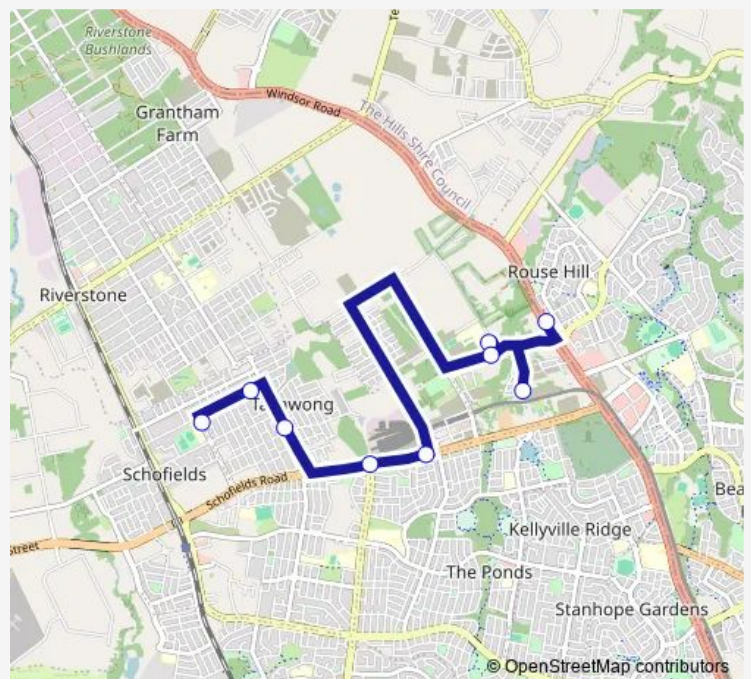 Riverstone
Bushlands
Te
Grantham
Farm
Windsor Road
The Hills Shire Council
Rouse Hill
Riverstone
Schofields
Schofields Road
Street
Bea
Kellyville Ridge
The Ponds
Stanhope Gardens
© OpenStreetMap contributors